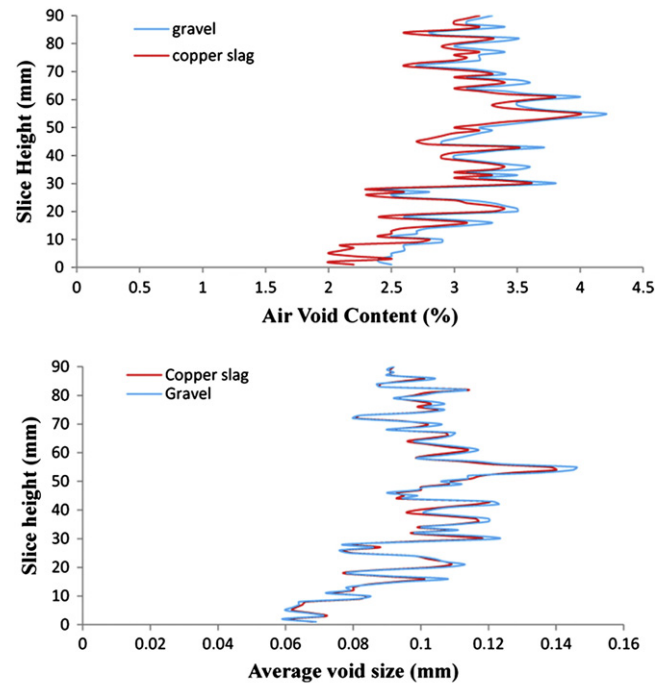 90
80
70
60
50
40
30
20
10
0
Slice Height (mm)
gravel
copper slag
0 0.5 1 1.5 2 2.5 3 3.5 4 4.5
Air Void Content (%)
90
80
70
60
50
40
30
20
10
0
Slice height (mm)
Copper slag
Gravel
0 0.02 0.04 0.06 0.08 0.1 0.12 0.14 0.16
Average void size (mm)